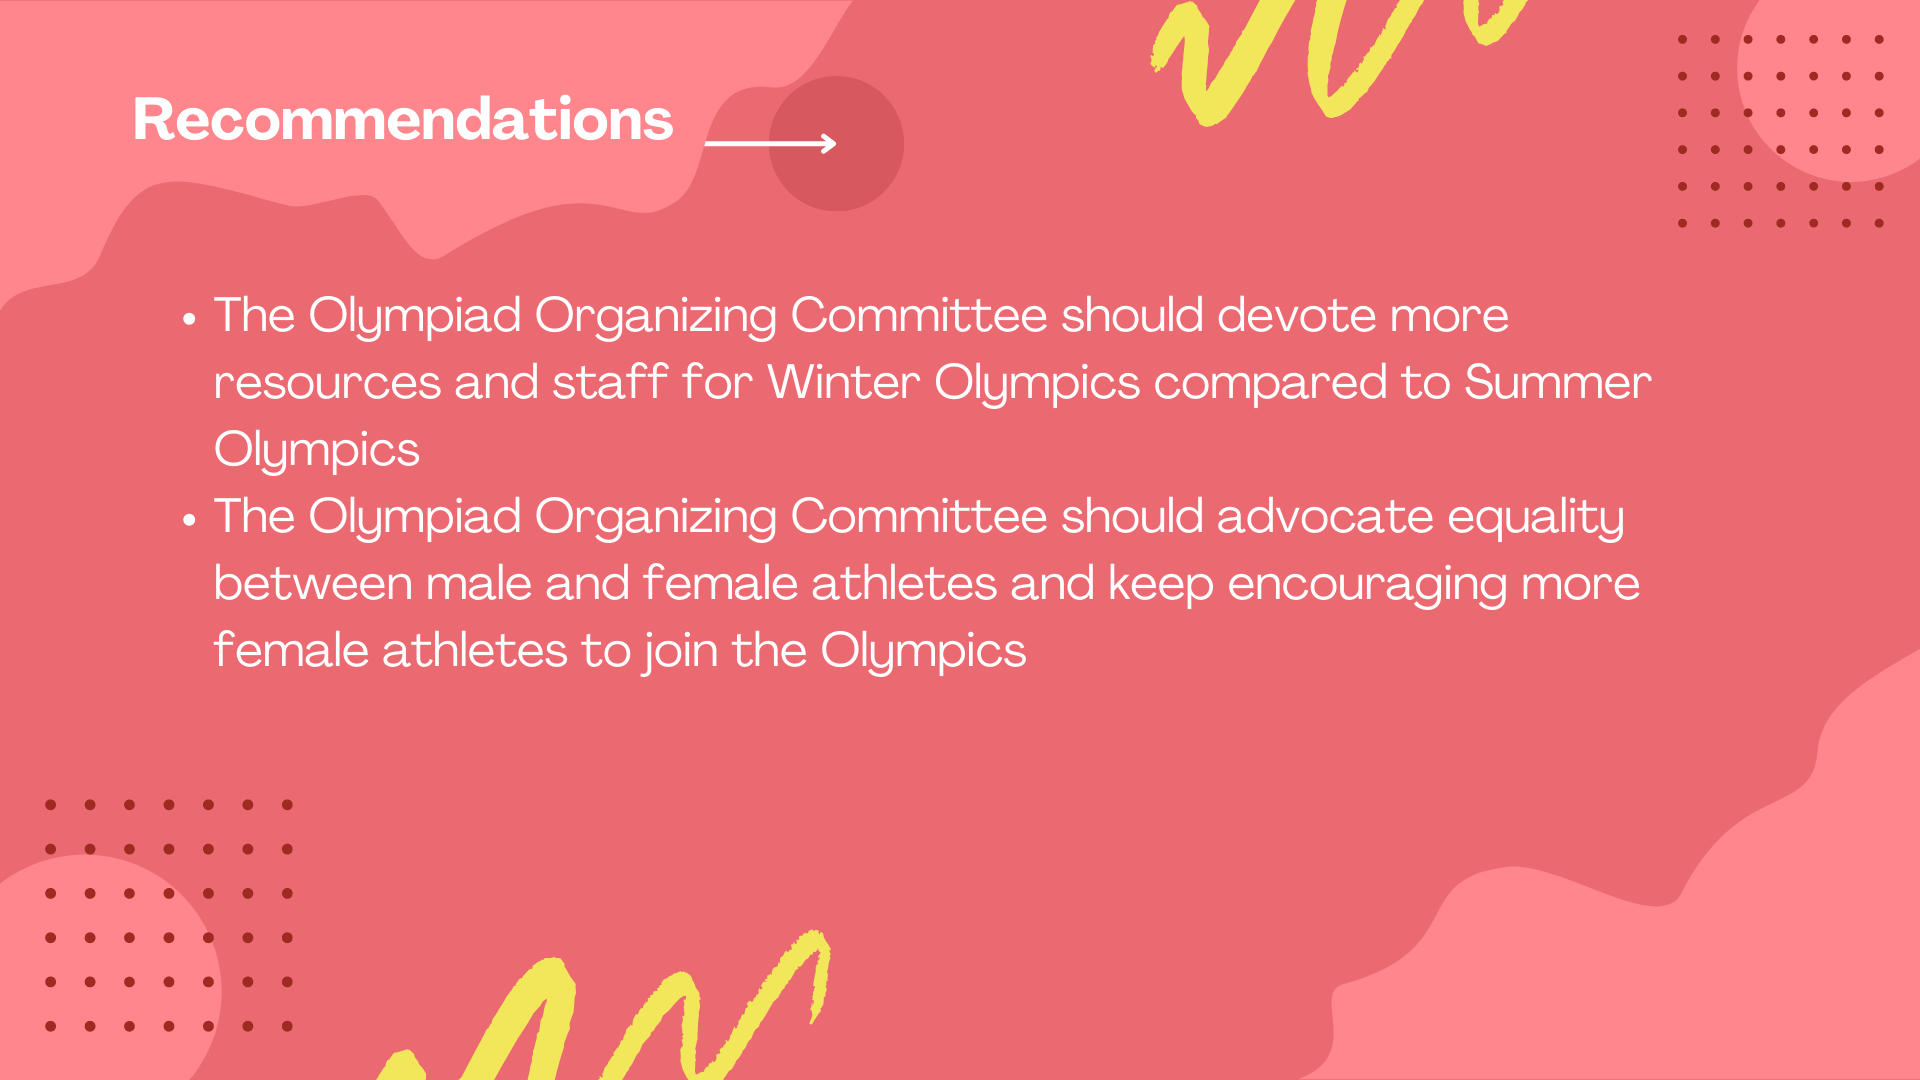 Recommendations
• The Olympiad Organizing Committee should devote more
resources and staff for Winter Olympics compared to Summer
Olympics
• The Olympiad Organizing Committee should advocate equality
between male and female athletes and keep encouraging more
female athletes to join the Olympics